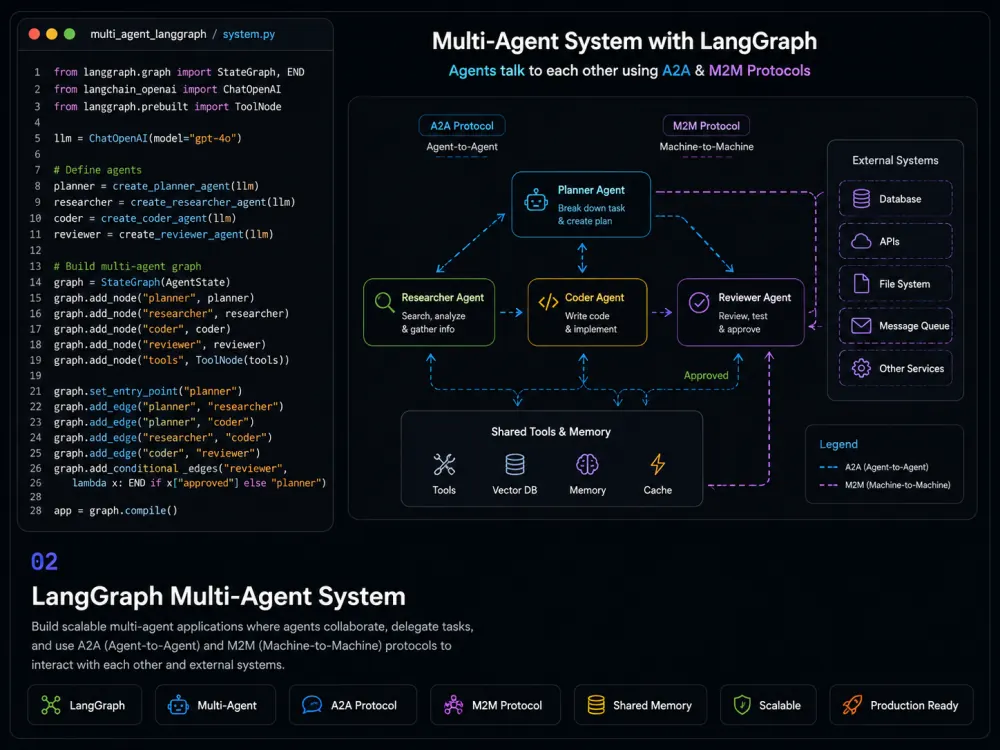 multi_agent_langgraph / system.py
1 from langgraph.graph import StateGraph, END
2 from langchain_openai import ChatOpenAI
3 from langgraph.prebuilt import ToolNode
4
5 llm = ChatOpenAI(model="gpt-4o")
6
7 # Define agents
8 planner = create_planner_agent(llm)
9 researcher = create_researcher_agent(llm)
10 coder = create_coder_agent(llm)
11 reviewer = create_reviewer_agent(llm)
12
13 # Build multi-agent graph
14 graph = StateGraph(AgentState)
15 graph.add_node("planner", planner)
16 graph.add_node("researcher", researcher)
17 graph.add_node("coder", coder)
18 graph.add_node("reviewer", reviewer)
19 graph.add_node("tools", ToolNode(tools))
19
21 graph.set_entry_point("planner")
22 graph.add_edge("planner", "researcher")
23 graph.add_edge("planner", "coder")
24 graph.add_edge("researcher", "coder")
25 graph.add_edge("coder", "reviewer")
26 graph.add_conditional _edges("reviewer",
26 lambda x: END if x["approved"] else "planner")
28
28 app = graph.compile()
Multi-Agent System with LangGraph
Agents talk to each other using A2A & M2M Protocols
A2A Protocol
Agent-to-Agent
M2M Protocol
Machine-to-Machine
Planner Agent
Break down task
& create plan
Researcher Agent
Search, analyze
& gather info
Coder Agent
Write code
& implement
Reviewer Agent
Review, test
& approve
Approved
Shared Tools & Memory
Tools
Vector DB
Memory
Cache
External Systems
Database
APIs
File System
Message Queue
Other Services
Legend
A2A (Agent-to-Agent)
M2M (Machine-to-Machine)
02
LangGraph Multi-Agent System
Build scalable multi-agent applications where agents collaborate, delegate tasks,
and use A2A (Agent-to-Agent) and M2M (Machine-to-Machine) protocols to
interact with each other and external systems.
LangGraph
Multi-Agent
A2A Protocol
M2M Protocol
Shared Memory
Scalable
Production Ready